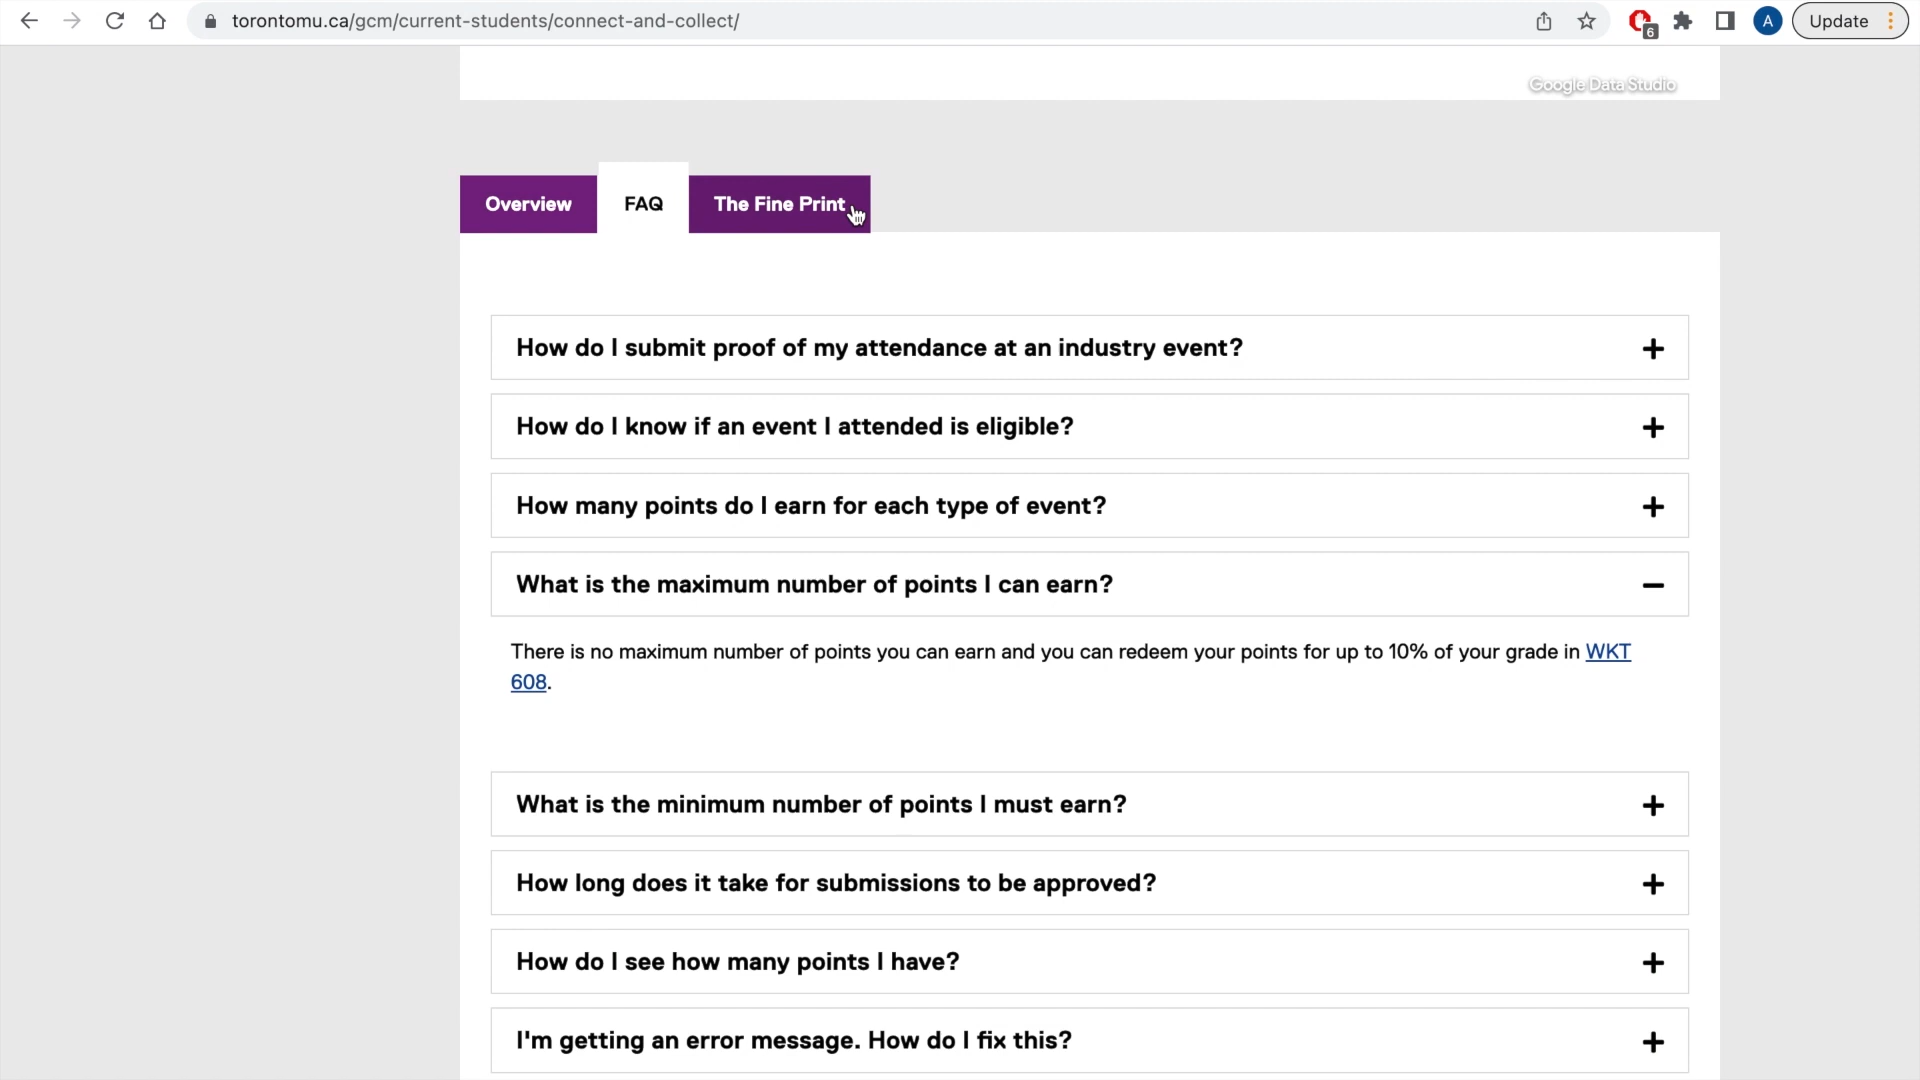 torontomu.ca/gcm/current-students/connect-and-collect/
6
A
Update
Google Data Studio
Overview
FAQ
The Fine Print
How do I submit proof of my attendance at an industry event?
How do I know if an event I attended is eligible?
How many points do I earn for each type of event?
What is the maximum number of points I can earn?
There is no maximum number of points you can earn and you can redeem your points for up to 10% of your grade in WKT
608.
What is the minimum number of points I must earn?
How long does it take for submissions to be approved?
How do I see how many points I have?
I'm getting an error message. How do I fix this?